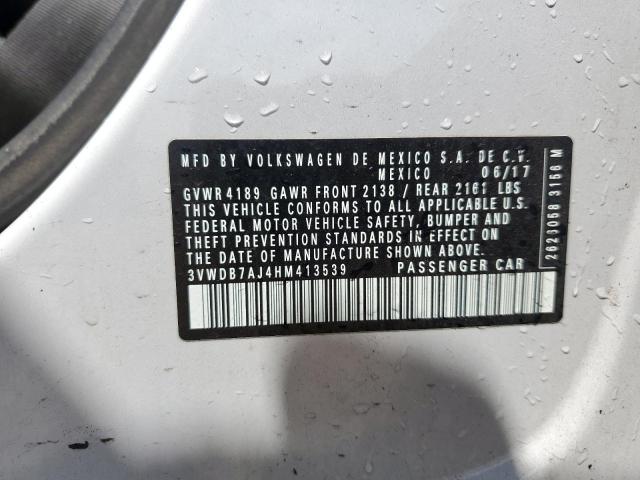 MFD BY VOLKSWAGEN DE MEXICO S.A. DE C.V.
MEXICO 06/17
GVWR 4189 GAWR FRONT 2138 / REAR 2161 LBS
THIS VEHICLE CONFORMS TO ALL APPLICABLE U.S.
FEDERAL MOTOR VEHICLE SAFETY, BUMPER AND
THEFT PREVENTION STANDARDS IN EFFECT ON
THE DATE OF MANUFACTURE SHOWN ABOVE.
3VWDB7AJ4HM413539 PASSENGER CAR
2623068 3156 M